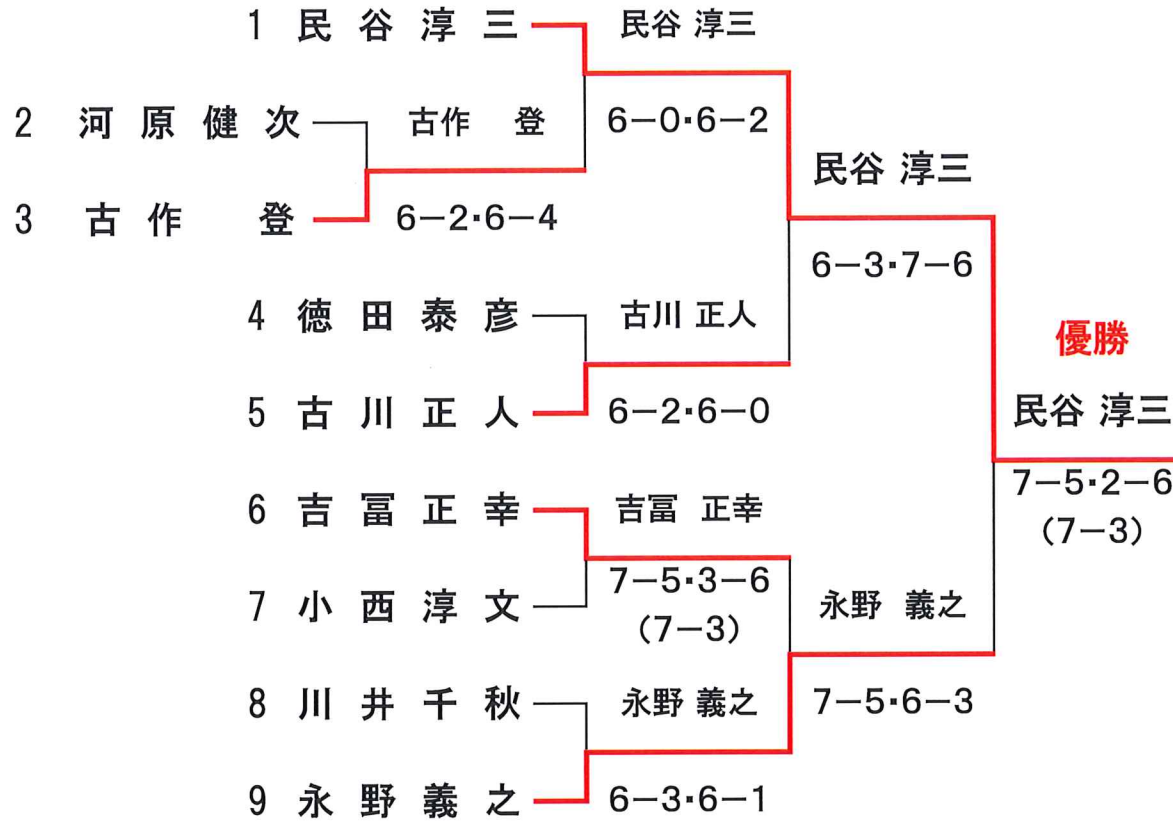 1 民谷淳三
民谷 淳三
2 河原健次
古作 登
6-0・6-2
民谷 淳三
3 古作 登
6-2・6-4
6-3・7-6
4 徳田泰彦
古川 正人
優勝
5 古川正人
6-2・6-0
民谷 淳三
7-5・2-6
(7-3)
6 吉冨正幸
吉冨 正幸
7-5・3-6
(7-3)
7 小西淳文
永野 義之
8 川井千秋
永野 義之
7-5・6-3
9 永野義之
6-3・6-1